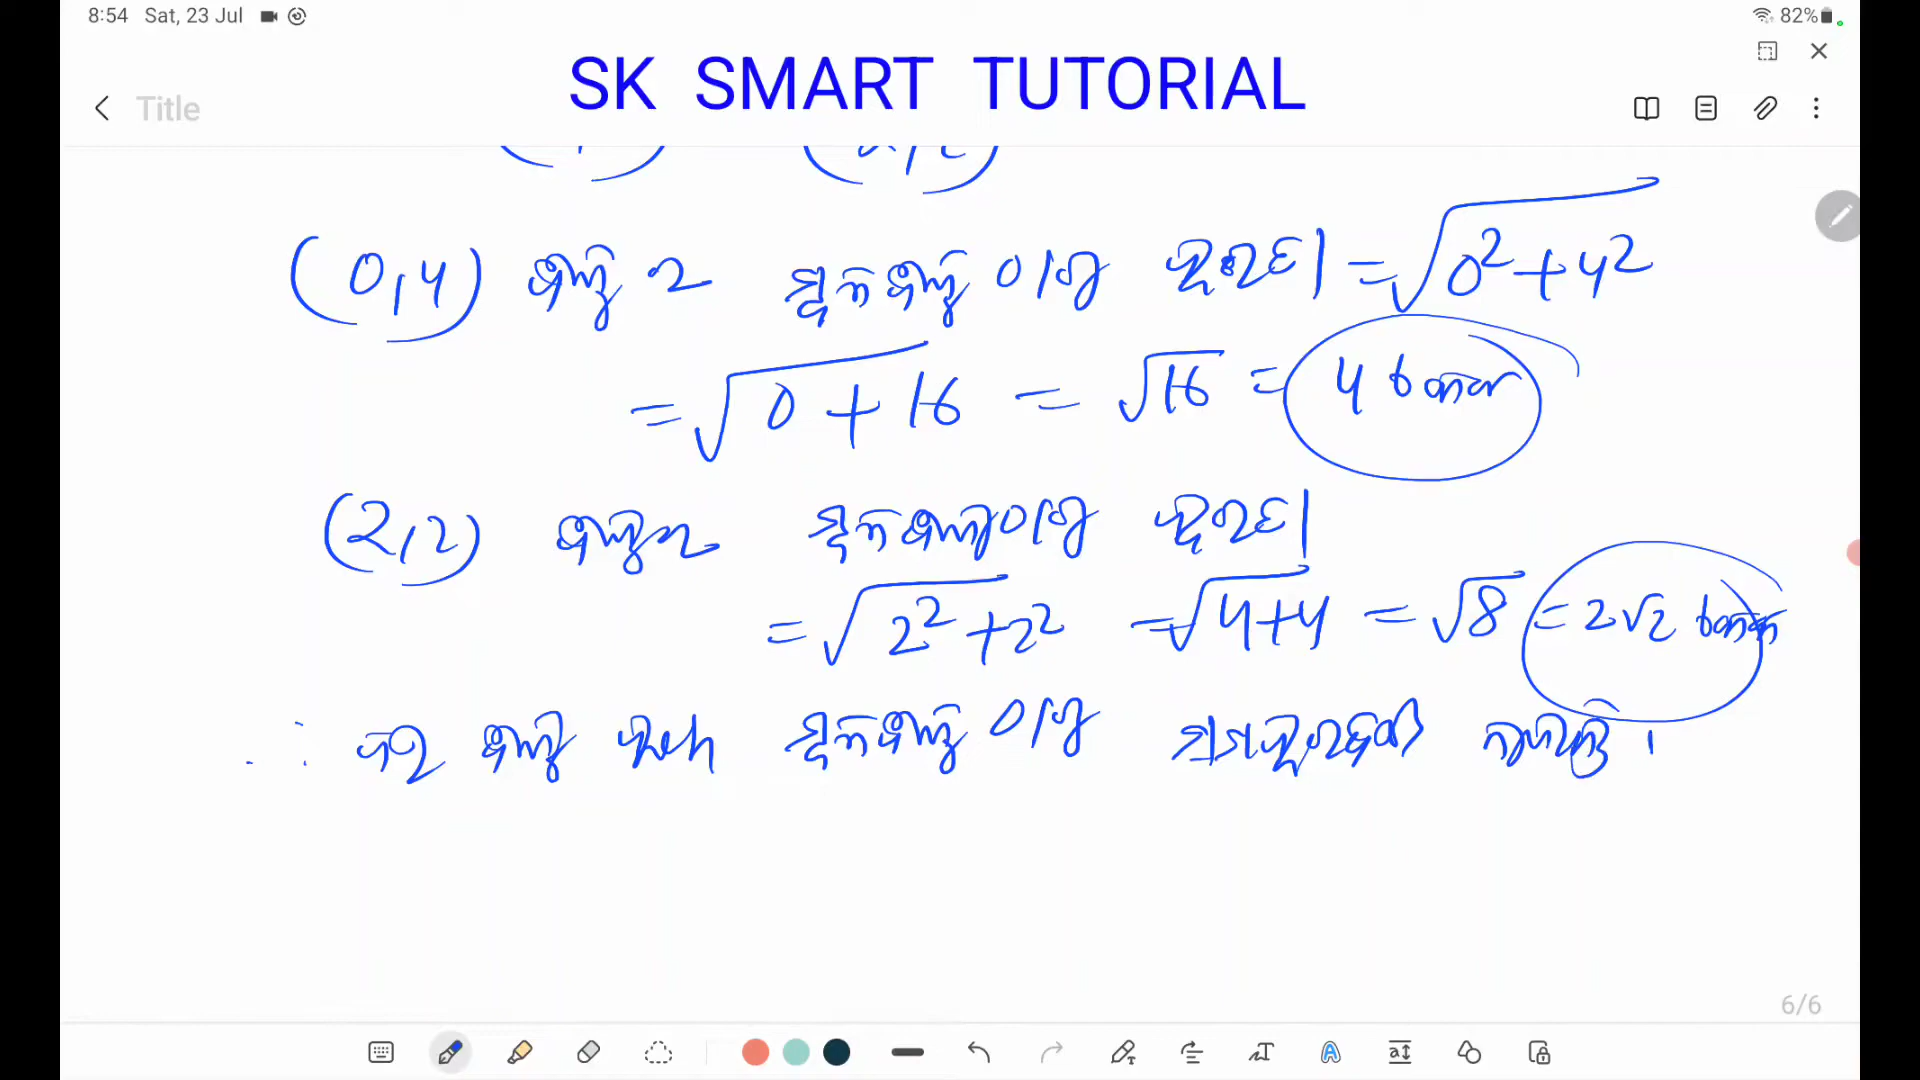 8:54 Sat, 23 Jul 82%
SK SMART TUTORIAL
Title
(0,4) ବିନ୍ଦୁ ର ମୂଳବିନ୍ଦୁ ଠାରୁ ଦୂରତା = √0² + 4²
= √0 + 16 = √16 = 4 ଏକକ
(2,2) ବିନ୍ଦୁର ମୂଳବିନ୍ଦୁ ଠାରୁ ଦୂରତା
= √2² + 2² = √4+4 = √8 = 2√2 ଏକକ
∴ ବିନ୍ଦୁ ମୂଳବିନ୍ଦୁ ଠାରୁ ନୁହଁନ୍ତି ।
6/6